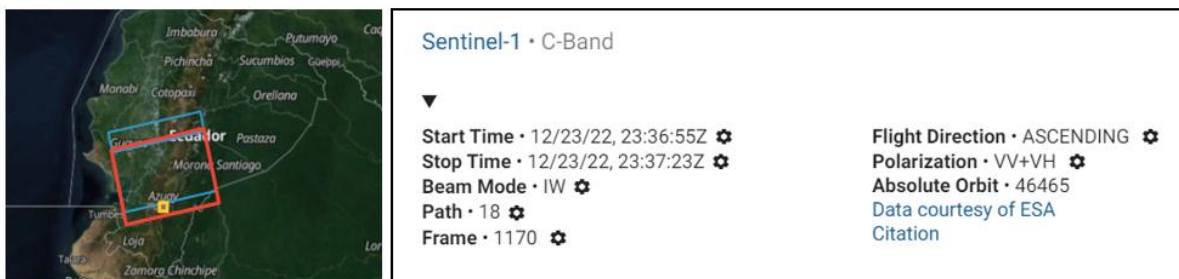 Imbabura
Putumayo
Pichincha
Sucumbios
Güeppi
Manabi
Cotopaxi
Orellana
Ecuador
Pastaza
Morona Santiago
Azuay
Tumbes
Loja
Zamora Chinchipe
Sentinel-1 • C-Band
▼
Start Time • 12/23/22, 23:36:55Z
Stop Time • 12/23/22, 23:37:23Z
Beam Mode • IW
Path • 18
Frame • 1170
Flight Direction • ASCENDING
Polarization • VV+VH
Absolute Orbit • 46465
Data courtesy of ESA
Citation